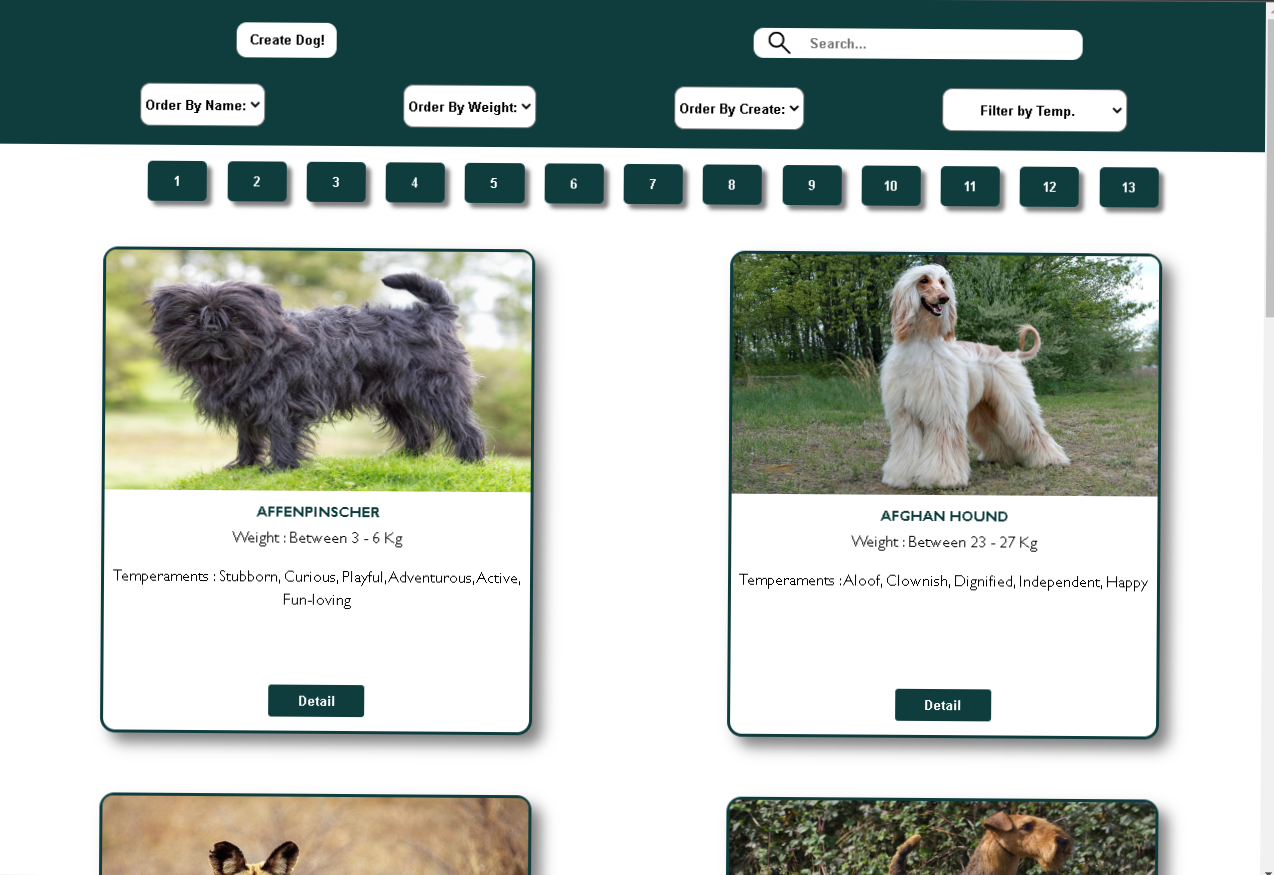 Create Dog!
Search...
Order By Name:
Order By Weight:
Order By Create:
Filter by Temp.
1 2 3 4 5 6 7 8 9 10 11 12 13
AFFENPINSCHER
Weight : Between 3 - 6 Kg
Temperaments : Stubborn, Curious, Playful, Adventurous, Active,
Fun-loving
Detail
AFGHAN HOUND
Weight : Between 23 - 27 Kg
Temperaments : Aloof, Clownish, Dignified, Independent, Happy
Detail